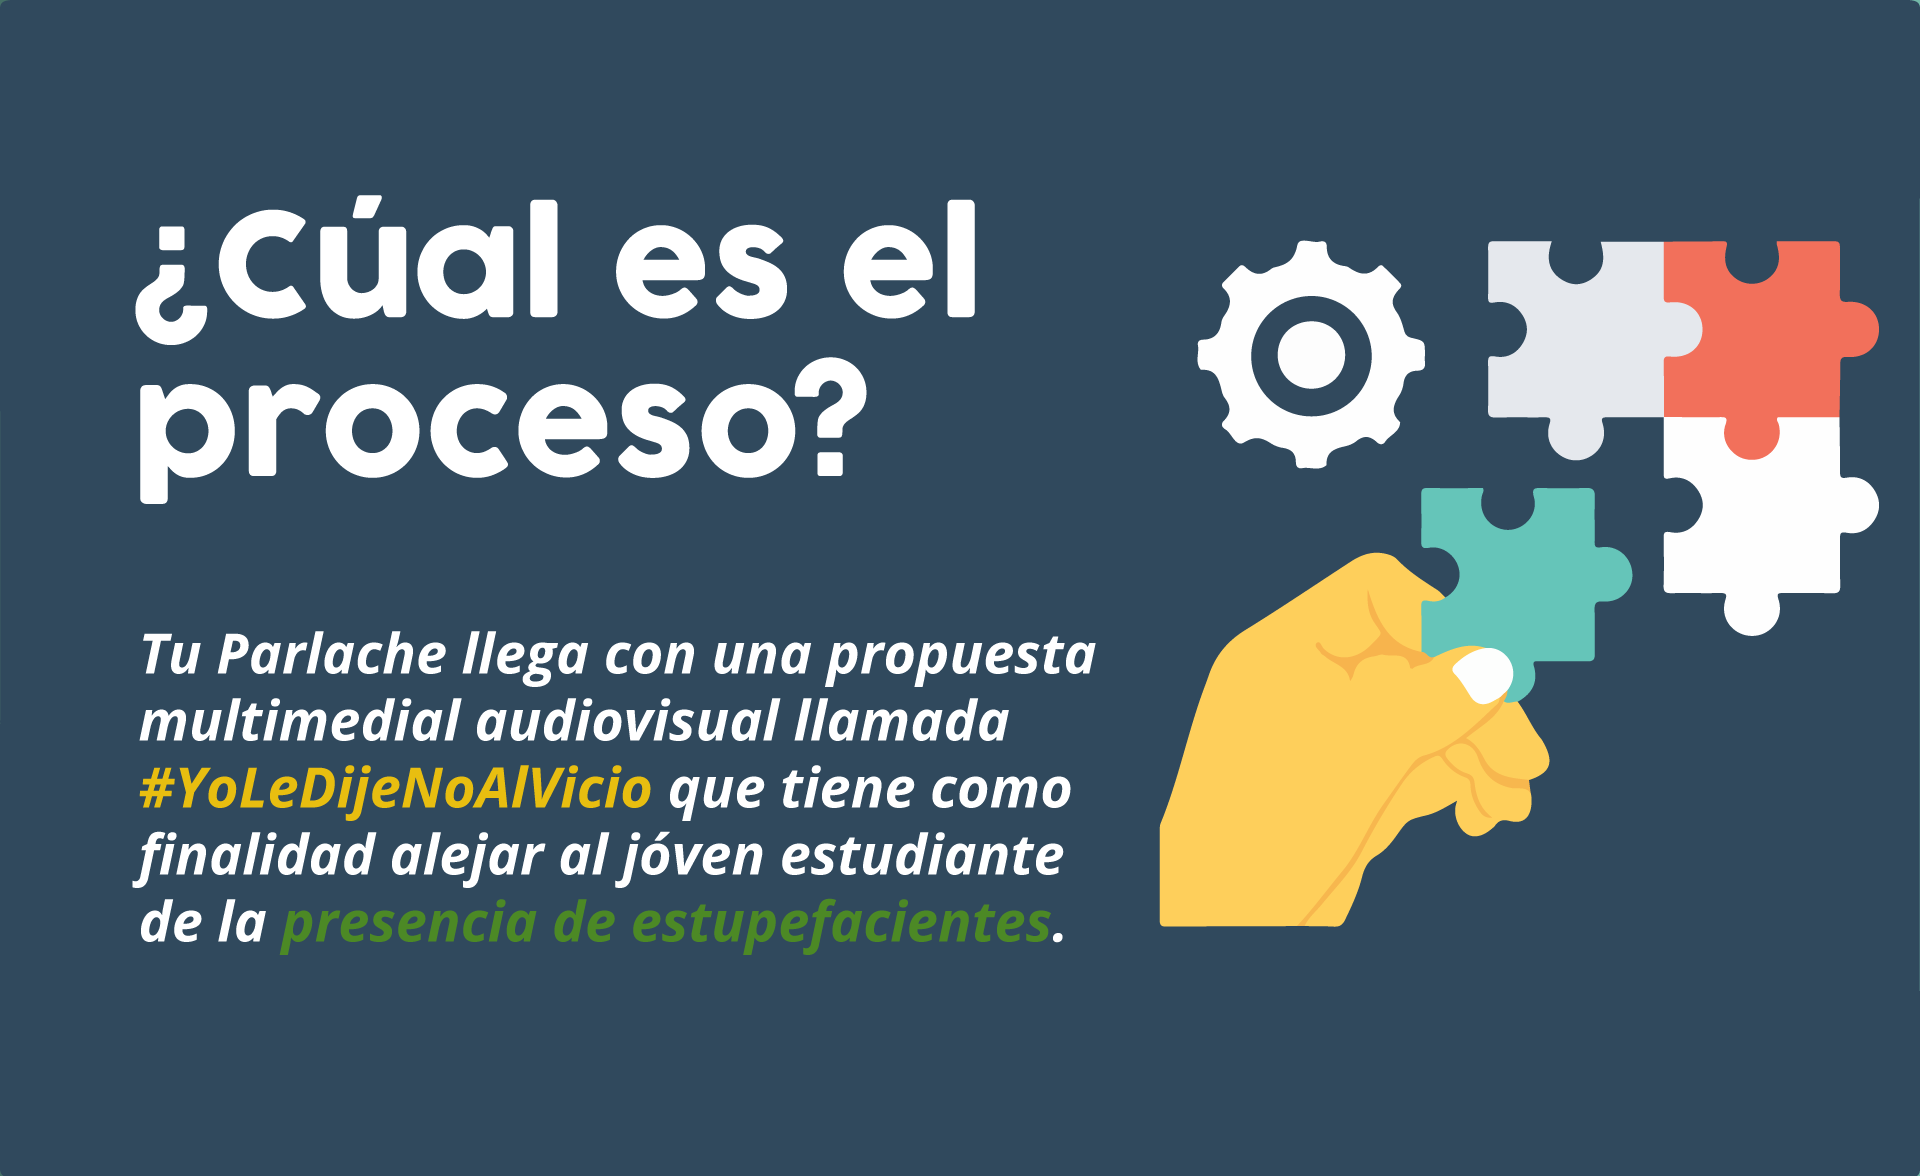 ¿Cúal es el
proceso?
Tu Parlache llega con una propuesta
multimedial audiovisual llamada
#YoLeDijeNoAlVicio que tiene como
finalidad alejar al jóven estudiante
de la presencia de estupefacientes.